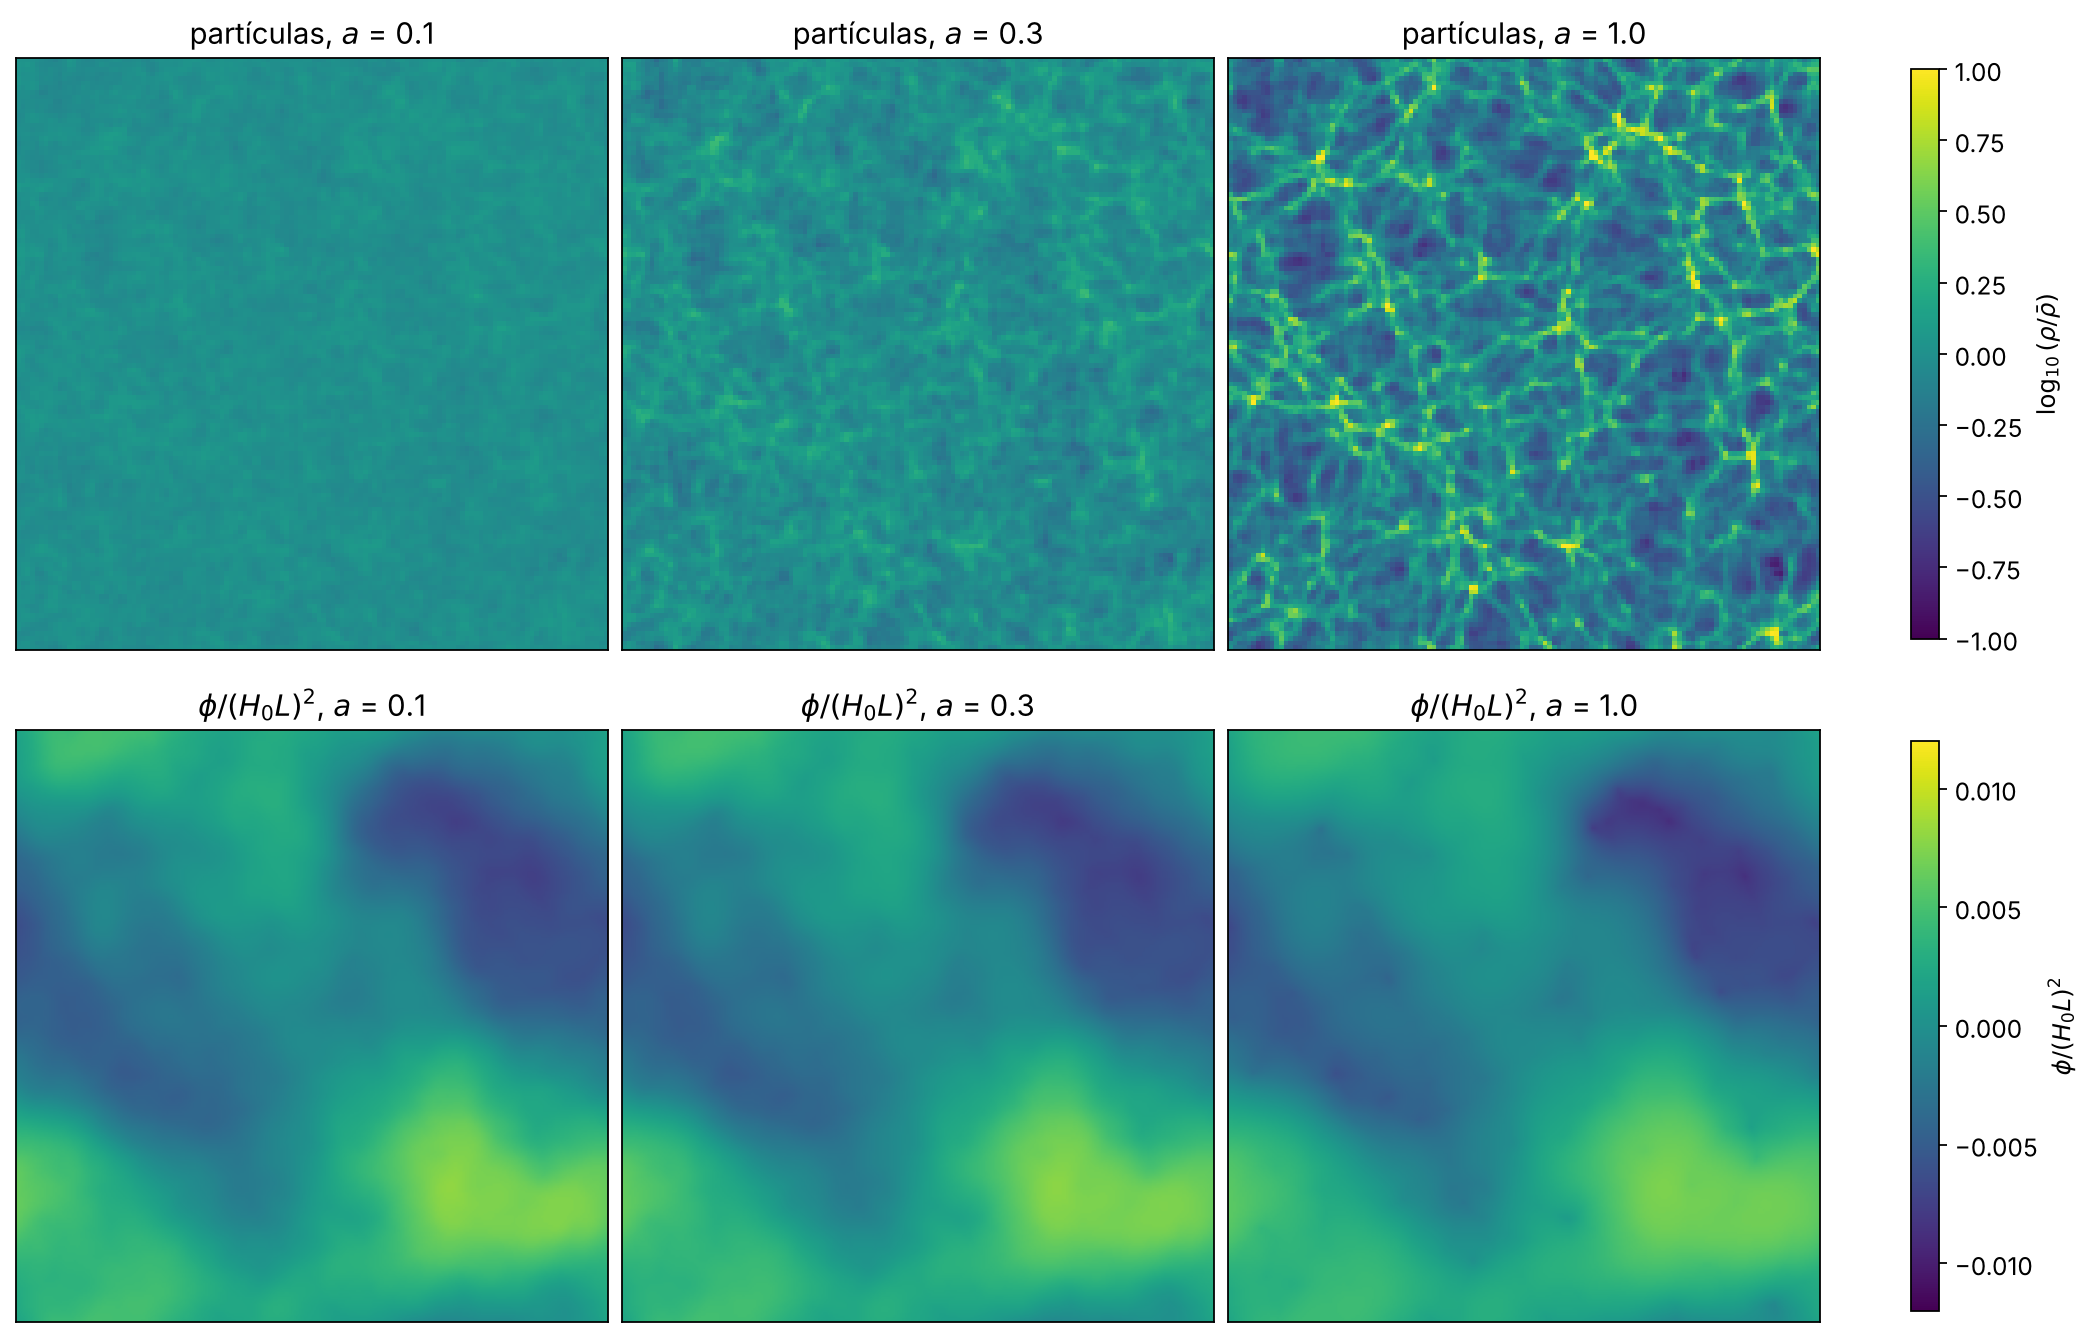 partículas, a = 0.1
partículas, a = 0.3
partículas, a = 1.0
1.00
0.75
0.50
0.25
0.00
−0.25
−0.50
−0.75
−1.00
log₁₀ (ρ/ρ̄)
ϕ/(H₀L)², a = 0.1
ϕ/(H₀L)², a = 0.3
ϕ/(H₀L)², a = 1.0
0.010
0.005
0.000
−0.005
−0.010
ϕ/(H₀L)²